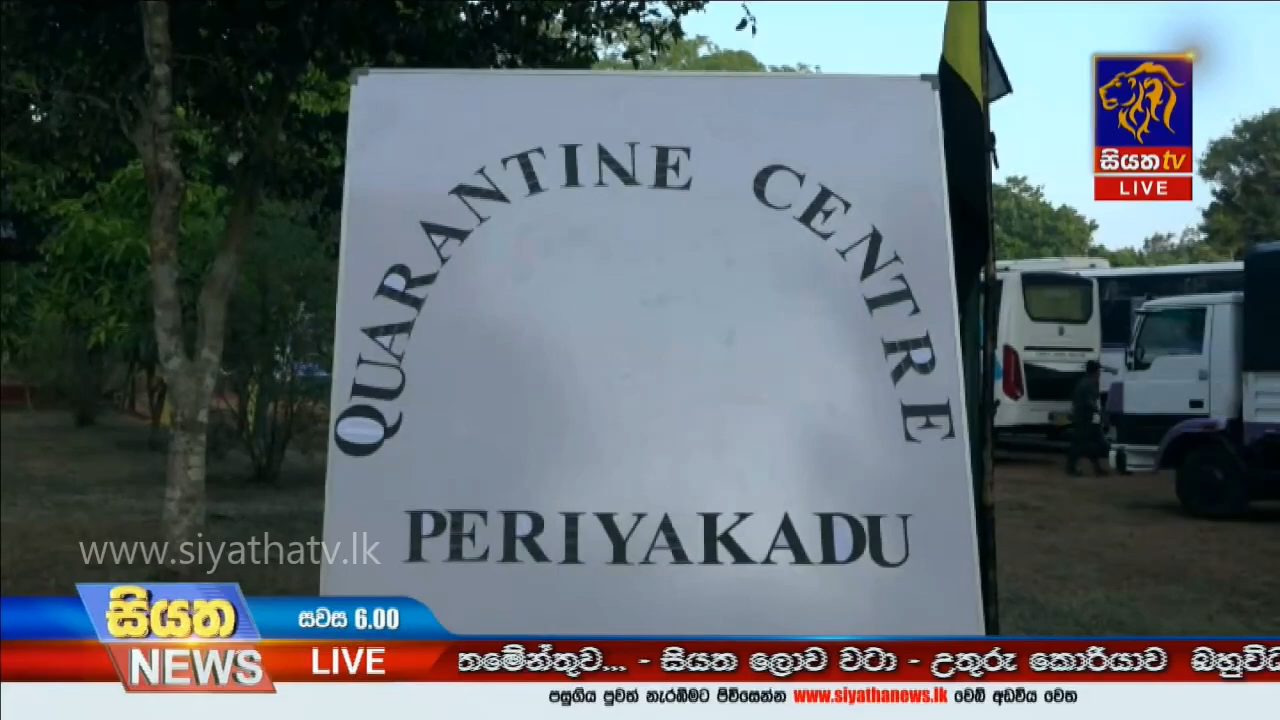 සියත tv
LIVE
QUARANTINE CENTRE
PERIYAKADU
www.siyathatv.lk
සියත
සවස 6.00
NEWS
LIVE
තමේන්තුව... - සියත ලොව වටා - උතුරු කොරියාව බහුවිධ
පසුගිය පුවත් නැරඹීමට පිවිසෙන්න www.siyathanews.lk වෙබ් අඩවිය වෙත